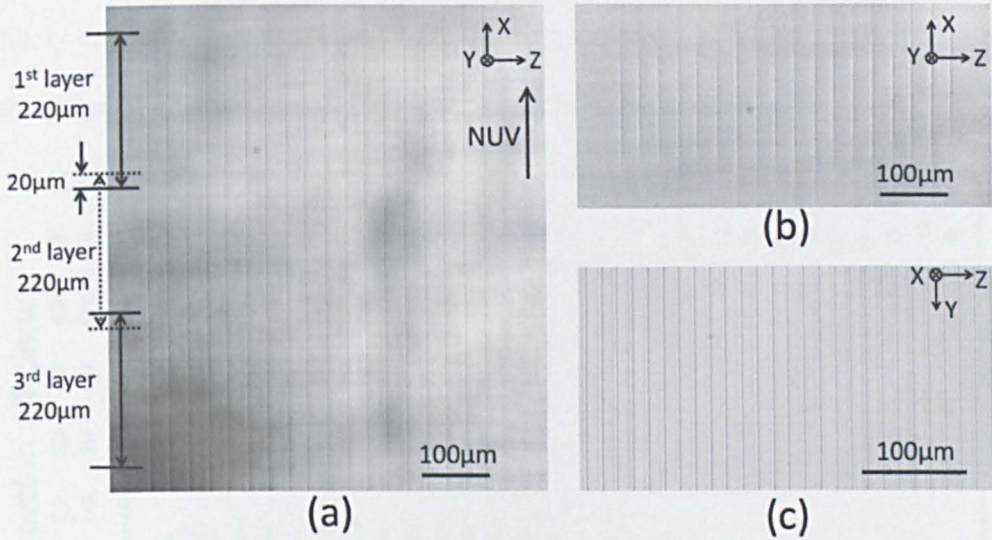 1st layer
220μm
20μm
2nd layer
220μm
3rd layer
220μm
X
Y
Z
NUV
100μm
(a)
X
Y
Z
100μm
(b)
X
Z
Y
100μm
(c)